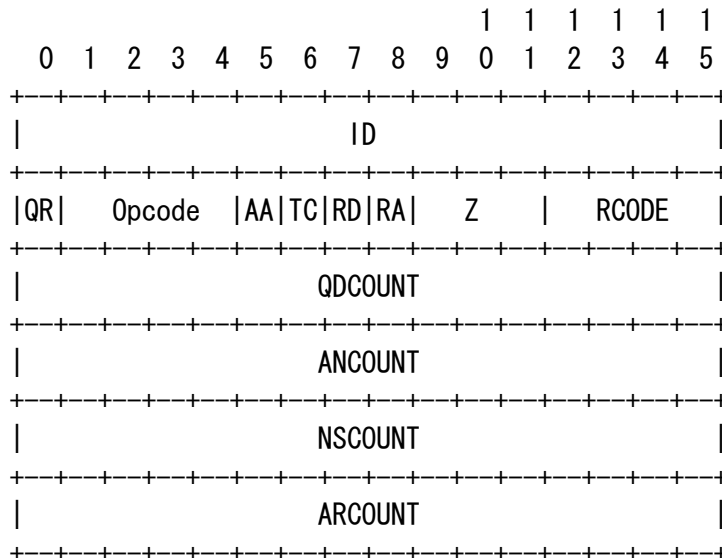 1  1  1  1  1  1
  0  1  2  3  4  5  6  7  8  9  0  1  2  3  4  5
+--+--+--+--+--+--+--+--+--+--+--+--+--+--+--+--+
|                      ID                       |
+--+--+--+--+--+--+--+--+--+--+--+--+--+--+--+--+
|QR|   Opcode  |AA|TC|RD|RA|   Z    |   RCODE   |
+--+--+--+--+--+--+--+--+--+--+--+--+--+--+--+--+
|                    QDCOUNT                    |
+--+--+--+--+--+--+--+--+--+--+--+--+--+--+--+--+
|                    ANCOUNT                    |
+--+--+--+--+--+--+--+--+--+--+--+--+--+--+--+--+
|                    NSCOUNT                    |
+--+--+--+--+--+--+--+--+--+--+--+--+--+--+--+--+
|                    ARCOUNT                    |
+--+--+--+--+--+--+--+--+--+--+--+--+--+--+--+--+